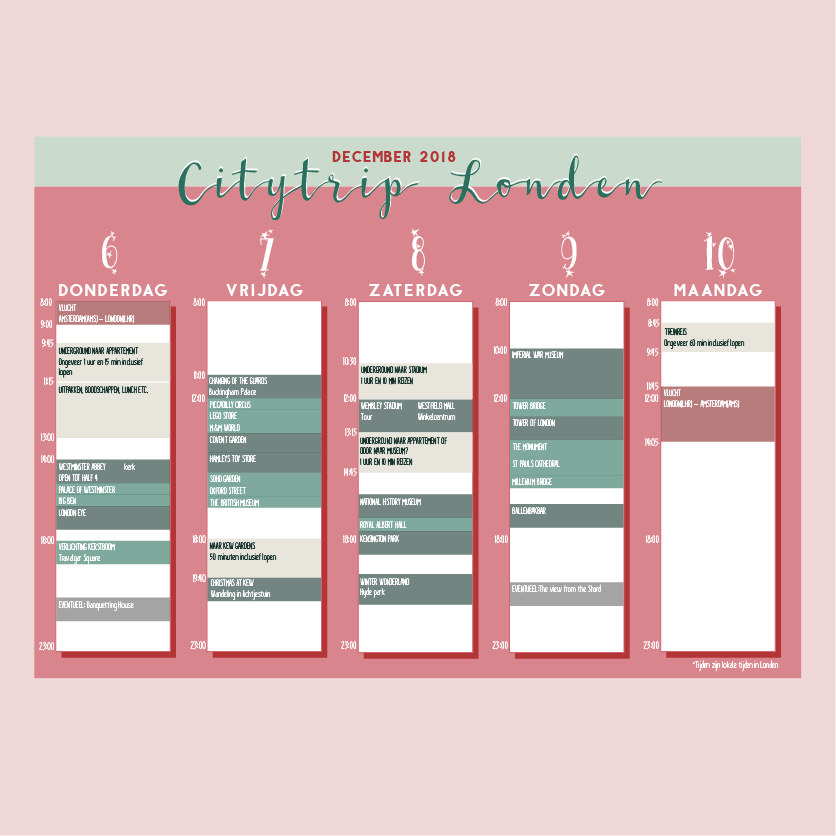 DECEMBER 2018
Citytrip Londen
6
DONDERDAG
8:00
VLUCHT
AMSTERDAM(AMS) – LONDON(LHR)
9:00
9:45
UNDERGROUND NAAR APPARTEMENT
Ongeveer 1 uur en 15 min inclusief
lopen
11:15
UITPAKKEN, BOODSCHAPPEN, LUNCH ETC.
13:00
14:00
WESTMINSTER ABBEY kerk
OPEN TOT HALF 4
PALACE OF WESTMINSTER
BIG BEN
LONDON EYE
18:00
VERLICHTING KERSTBOOM
Travalger Square
EVENTUEEL: Banquetting House
23:00
7
VRIJDAG
8:00
11:00
CHANGING OF THE GUARDS
Buckingham Palace
12:00
PICCADILLY CIRCUS
LEGO STORE
M&M WORLD
COVENT GARDEN
HAMLEYS TOY STORE
SOHO GARDEN
OXFORD STREET
THE BRITISH MUSEUM
18:00
NAAR KEW GARDENS
50 minuten inclusief lopen
19:40
CHRISTMAS AT KEW
Wandeling in lichtjestuin
23:00
8
ZATERDAG
8:00
10:30
UNDERGROUND NAAR STADIUM
1 UUR EN 10 MIN REIZEN
12:00
WEMBLEY STADIUM WESTFIELD MALL
Tour Winkelcentrum
13:15
UNDERGROUND NAAR APPARTEMENT OF
DOOR NAAR MUSEUM?
1 UUR EN 10 MIN REIZEN
14:45
NATIONAL HISTORY MUSEUM
ROYAL ALBERT HALL
18:00
KENSINGTON PARK
WINTER WONDERLAND
Hyde park
23:00
9
ZONDAG
8:00
10:00
IMPERIAL WAR MUSEUM
12:00
TOWER BRIDGE
TOWER OF LONDON
THE MONUMENT
ST PAULS CATHEDRAL
MILLENIUM BRIDGE
BALLENBAKBAR
18:00
EVENTUEEL: The view from the Shard
23:00
10
MAANDAG
8:00
8:45
TREINREIS
Ongeveer 60 min inclusief lopen
9:45
11:45
VLUCHT
12:00
LONDON(LHR) – AMSTERDAM(AMS)
14:05
18:00
23:00
*Tijden zijn lokale tijden in Londen